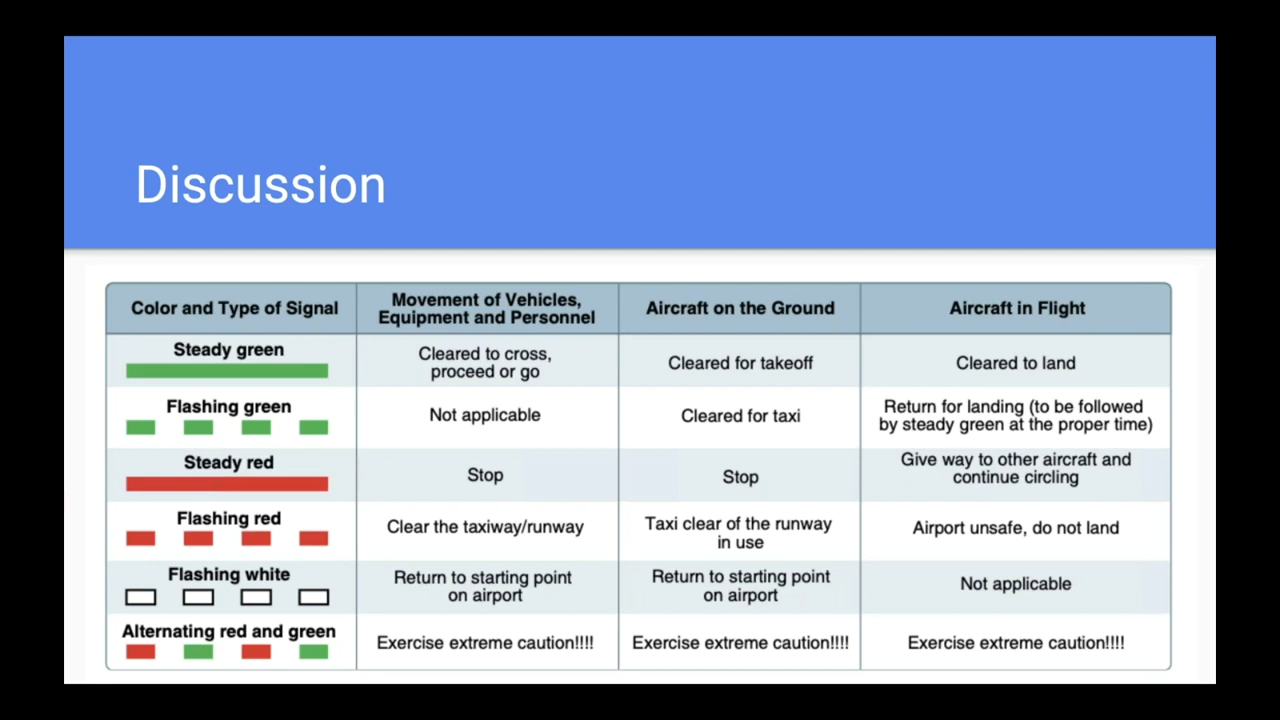 Discussion
Color and Type of Signal
Movement of Vehicles,
Equipment and Personnel
Aircraft on the Ground
Aircraft in Flight
Steady green
Cleared to cross,
proceed or go
Cleared for takeoff
Cleared to land
Flashing green
Not applicable
Cleared for taxi
Return for landing (to be followed
by steady green at the proper time)
Steady red
Stop
Stop
Give way to other aircraft and
continue circling
Flashing red
Clear the taxiway/runway
Taxi clear of the runway
in use
Airport unsafe, do not land
Flashing white
Return to starting point
on airport
Return to starting point
on airport
Not applicable
Alternating red and green
Exercise extreme caution!!!!
Exercise extreme caution!!!!
Exercise extreme caution!!!!